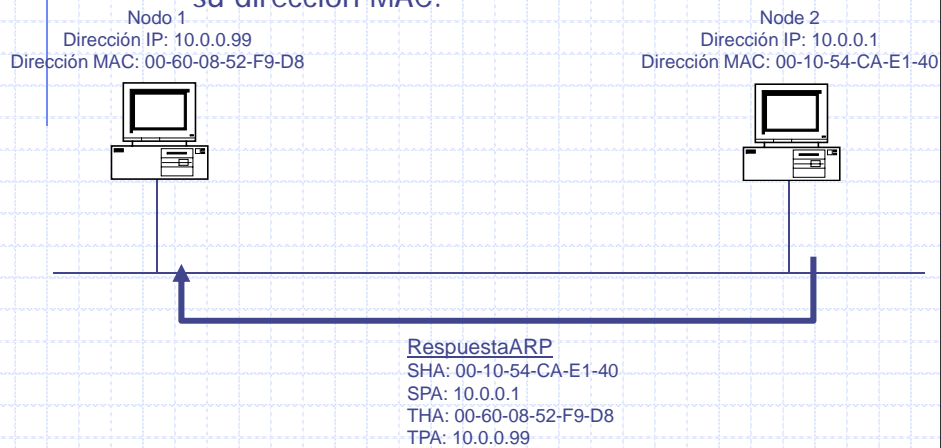 su dirección MAC.
Nodo 1
Dirección IP: 10.0.0.99
Dirección MAC: 00-60-08-52-F9-D8
Node 2
Dirección IP: 10.0.0.1
Dirección MAC: 00-10-54-CA-E1-40
RespuestaARP
SHA: 00-10-54-CA-E1-40
SPA: 10.0.0.1
THA: 00-60-08-52-F9-D8
TPA: 10.0.0.99